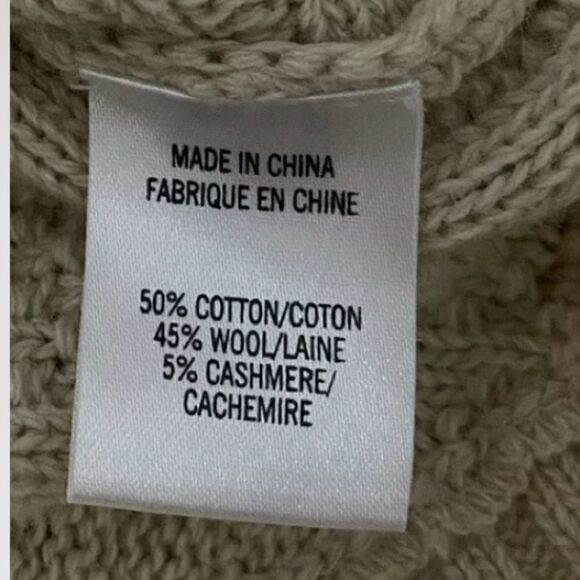 MADE IN CHINA
FABRIQUE EN CHINE
50% COTTON/COTON
45% WOOL/LAINE
5% CASHMERE/
CACHEMIRE